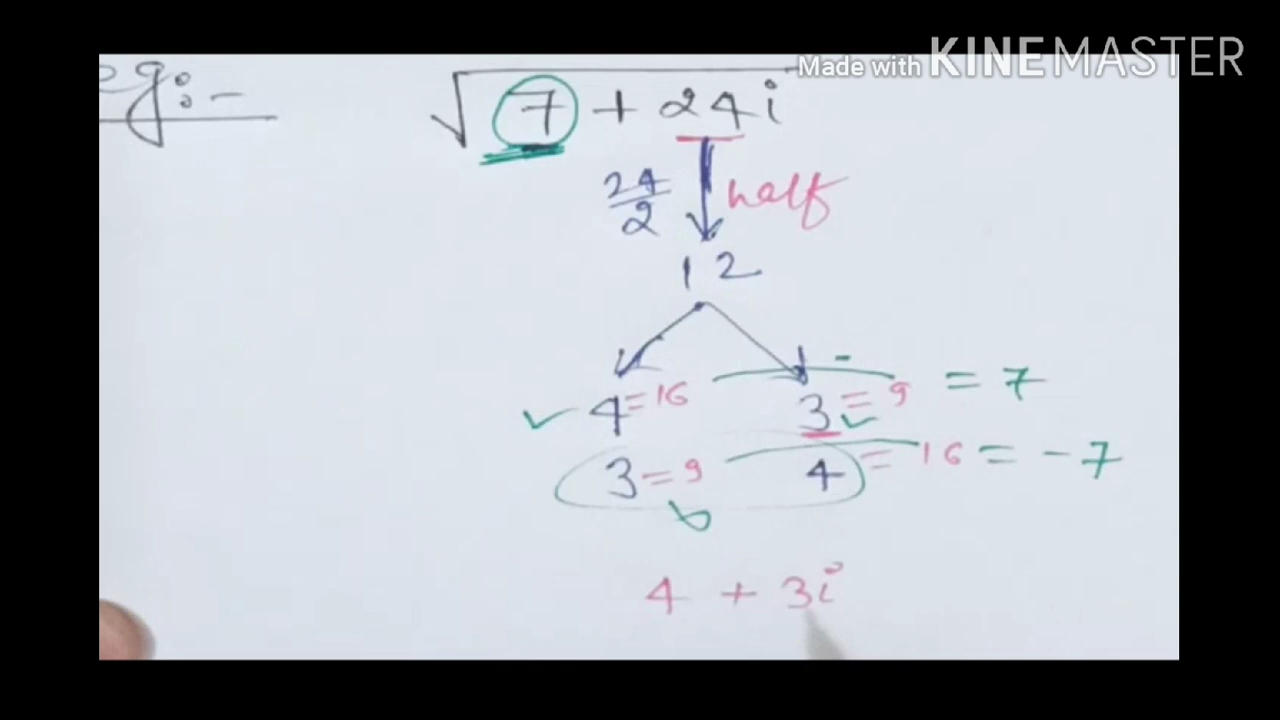 Made with KINEMASTER
eg:-
√7 + 24i
24/2 half
12
4 = 16 - 3 = 9 = 7
3 = 9 4 = 16 = -7
4 + 3i